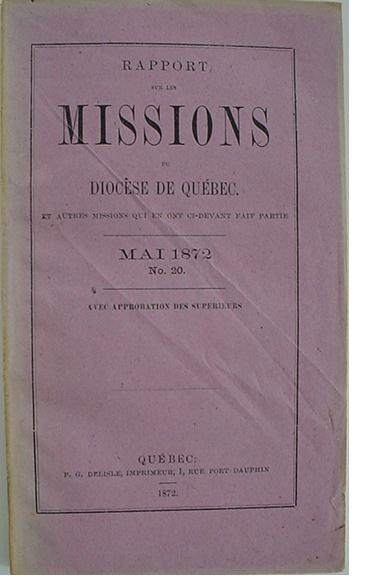 RAPPORT
SUR LES
MISSIONS
DU
DIOCÈSE DE QUÉBEC.
ET AUTRES MISSIONS QUI EN ONT CI-DEVANT FAIT PARTIE
MAI 1872
No. 20.
AVEC APPROBATION DES SUPERIEURS
QUÉBEC:
P. G. DELISLE, IMPRIMEUR, 1, RUE PORT DAUPHIN
1872.